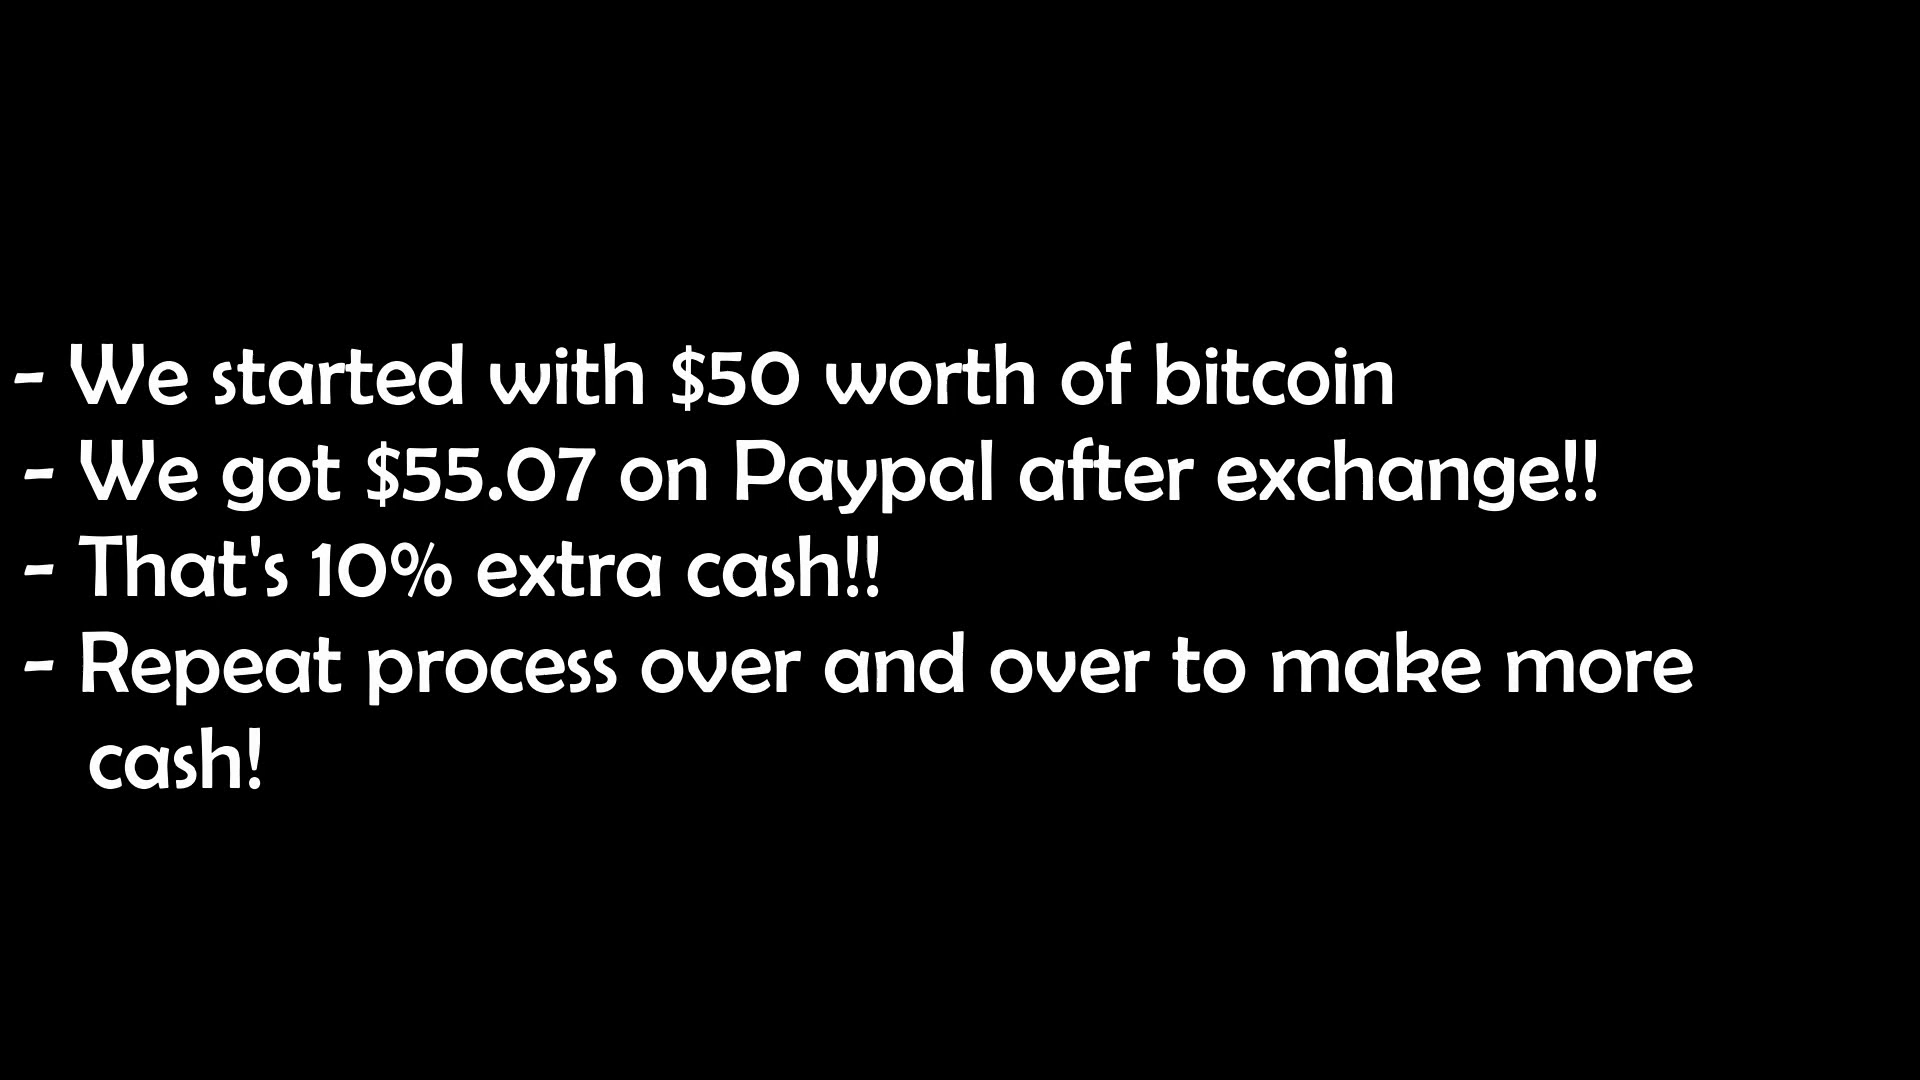 - We started with $50 worth of bitcoin
- We got $55.07 on Paypal after exchange!!
- That's 10% extra cash!!
- Repeat process over and over to make more
cash!